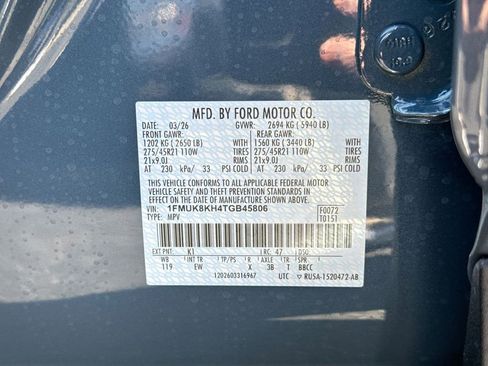 MFD. BY FORD MOTOR CO.
DATE: 03/26 GVWR: 2694 KG ( 5940 LB)
FRONT GAWR: REAR GAWR:
1202 KG ( 2650 LB) WITH 1560 KG ( 3440 LB) WITH
275/45R21 110W TIRES 275/45R21 110W TIRES
21x9.0J RIMS 21x9.0J RIMS
AT 230 kPa/ 33 PSI COLD AT 230 kPa/ 33 PSI COLD
THIS VEHICLE CONFORMS TO ALL APPLICABLE FEDERAL MOTOR
VEHICLE SAFETY AND THEFT PREVENTION STANDARDS IN EFFECT
ON THE DATE OF MANUFACTURE SHOWN ABOVE.
VIN: 1FMUK8KH4TGB45806 F0072
TYPE: MPV T0151
EXT PNT: K1 RC: 47 DSO:
WB INT TR TP/PS R AXLE TR SPR
119 EW X 3B T BBCC
1202603316967 UTC RU5A-1520472-AB